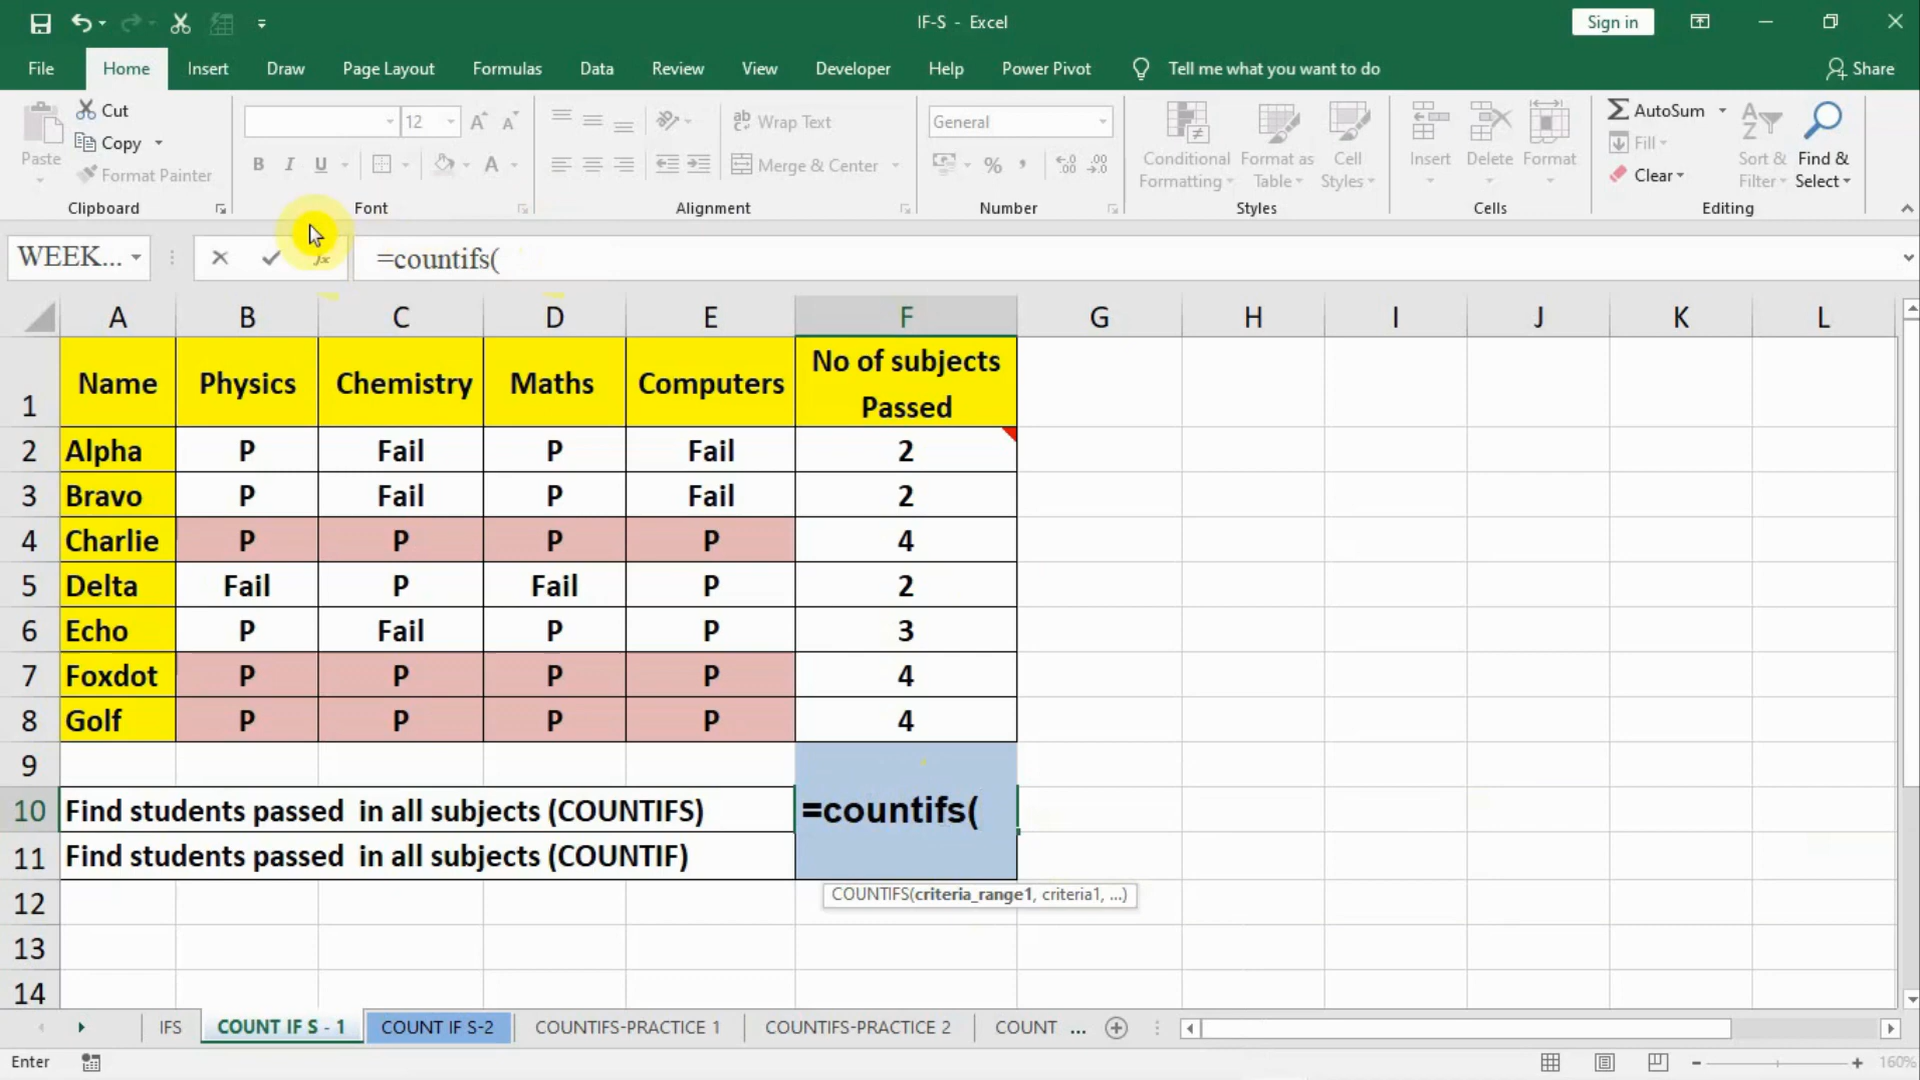 IF-S - Excel
Sign in
File Home Insert Draw Page Layout Formulas Data Review View Developer Help Power Pivot Tell me what you want to do Share
Paste
Cut
Copy
Format Painter
Clipboard
12
B I U
Font
Wrap Text
Merge & Center
Alignment
General
%
Number
Conditional Formatting
Format as Table
Cell Styles
Styles
Insert
Delete
Format
Cells
AutoSum
Fill
Clear
Sort & Filter
Find & Select
Editing
WEEK... fx =countifs(
A B C D E F G H I J K L
1 Name Physics Chemistry Maths Computers No of subjects Passed
2 Alpha P Fail P Fail 2
3 Bravo P Fail P Fail 2
4 Charlie P P P P 4
5 Delta Fail P Fail P 2
6 Echo P Fail P P 3
7 Foxdot P P P P 4
8 Golf P P P P 4
9
10 Find students passed in all subjects (COUNTIFS) =countifs(
11 Find students passed in all subjects (COUNTIF)
COUNTIFS(criteria_range1, criteria1, ...)
12
13
14
IFS COUNT IF S - 1 COUNT IF S-2 COUNTIFS-PRACTICE 1 COUNTIFS-PRACTICE 2 COUNT ...
Enter
160%